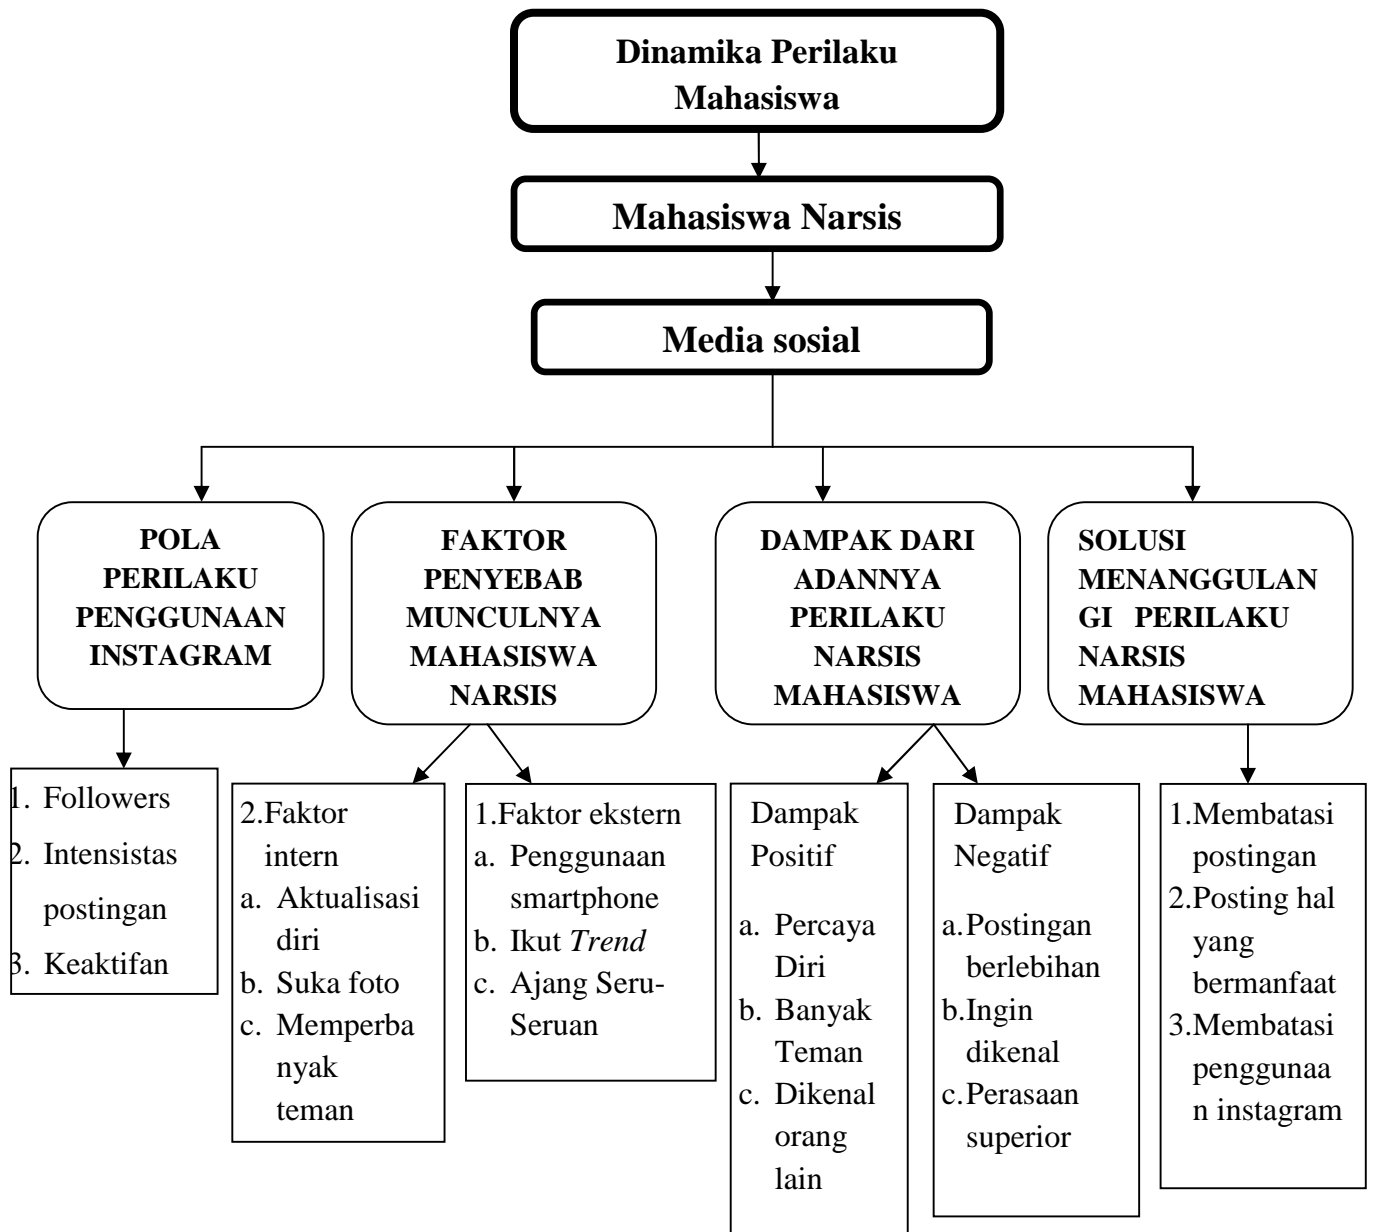 Dinamika Perilaku
Mahasiswa
Mahasiswa Narsis
Media sosial
POLA
PERILAKU
PENGGUNAAN
INSTAGRAM
FAKTOR
PENYEBAB
MUNCULNYA
MAHASISWA
NARSIS
DAMPAK DARI
ADANNYA
PERILAKU
NARSIS
MAHASISWA
SOLUSI
MENANGGULAN
GI PERILAKU
NARSIS
MAHASISWA
1. Followers
2. Intensistas
postingan
3. Keaktifan
2.Faktor
intern
a. Aktualisasi
diri
b. Suka foto
c. Memperba
nyak
teman
1.Faktor ekstern
a. Penggunaan
smartphone
b. Ikut Trend
c. Ajang Seru-
Seruan
Dampak
Positif
a. Percaya
Diri
b. Banyak
Teman
c. Dikenal
orang
lain
Dampak
Negatif
a.Postingan
berlebihan
b.Ingin
dikenal
c.Perasaan
superior
1.Membatasi
postingan
2.Posting hal
yang
bermanfaat
3.Membatasi
penggunaa
n instagram